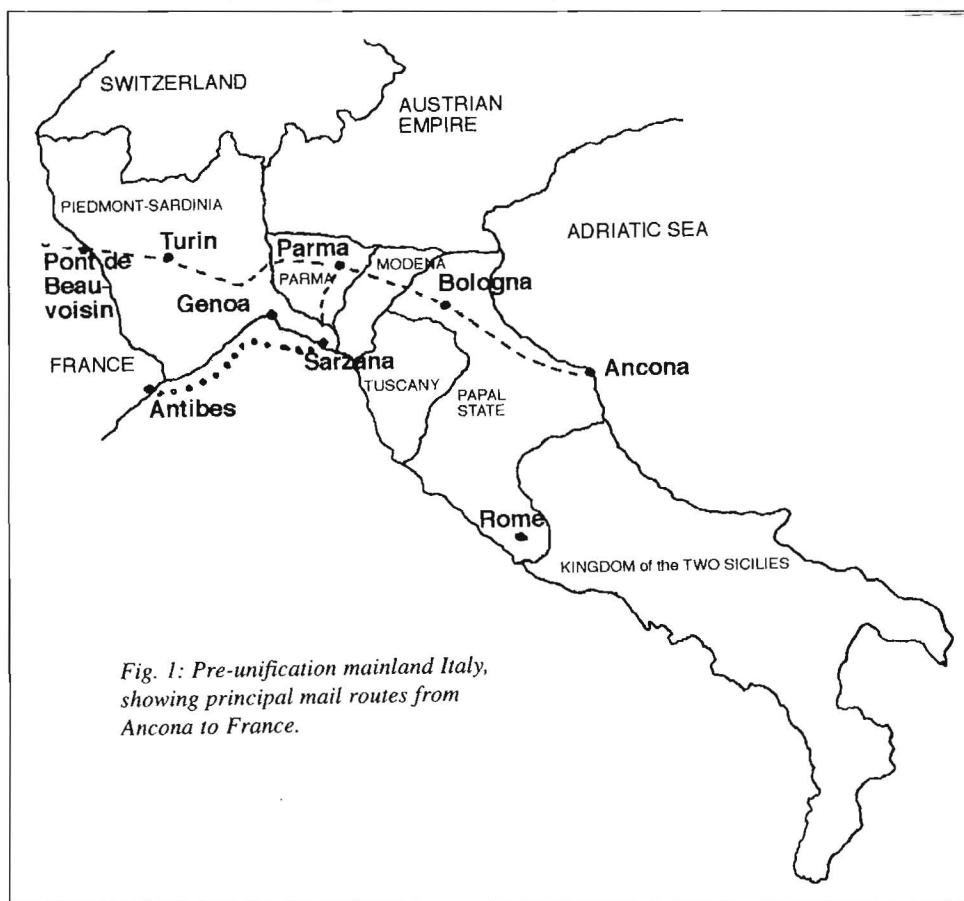 SWITZERLAND
AUSTRIAN
EMPIRE
PIEDMONT-SARDINIA
ADRIATIC SEA
Turin
Parma
MODENA
Pont de
Beau-
voisin
PARMA
Bologna
Genoa
FRANCE
Sarzana
Ancona
TUSCANY
PAPAL
STATE
Antibes
Rome
KINGDOM of the TWO SICILIES
Fig. 1: Pre-unification mainland Italy,
showing principal mail routes from
Ancona to France.